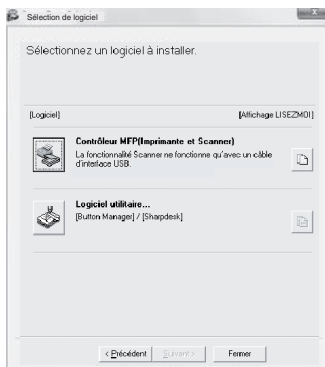 Sélection de logiciel
Sélectionnez un logiciel à installer.
[Logiciel] [Affichage LISEZMOI]
Contrôleur MFP(Imprimante et Scanner)
La fonctionnalité Scanner ne fonctionne qu'avec un câble
d'interface USB.
Logiciel utilitaire...
[Button Manager] / [Sharpdesk]
< Précédent Suivant > Fermer